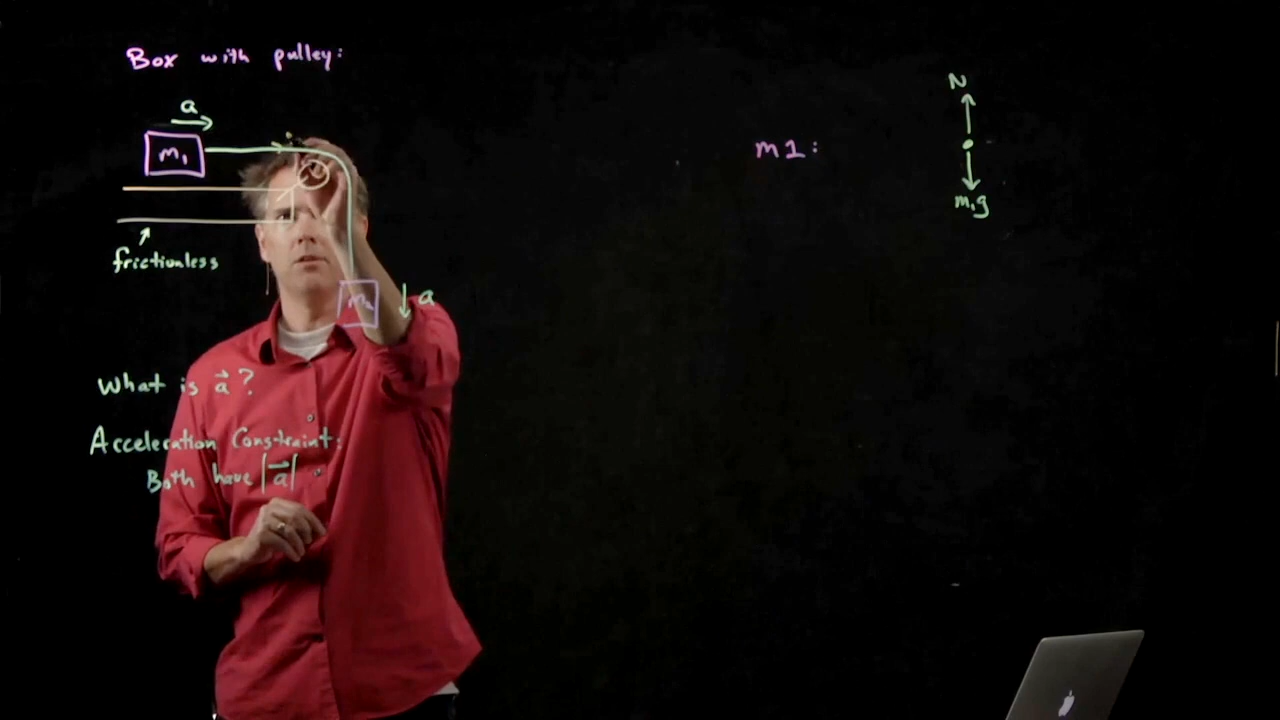 Box with pulley:
a
m₁
frictionless
m₂
a
What is a⃗ ?
Acceleration Constraint:
Both have |a⃗|
m1:
N
m₁g